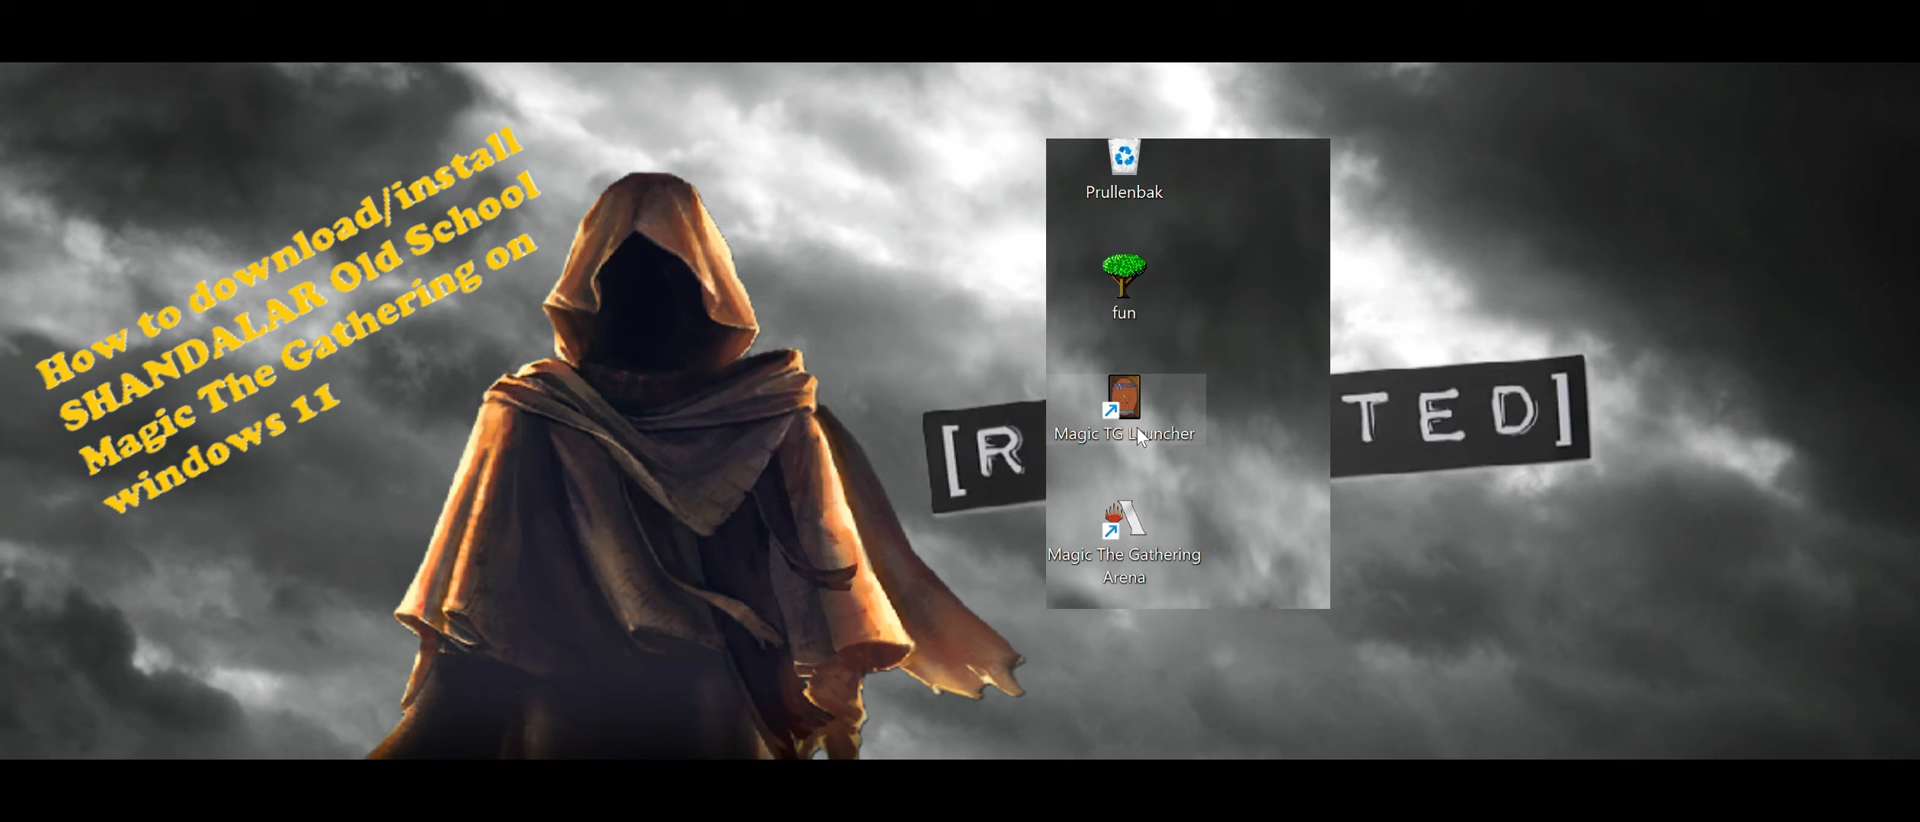 How to download/install
SHANDALAR Old School
Magic The Gathering on
windows 11
Prullenbak
fun
Magic TG Launcher
Magic The Gathering
Arena
[R
TED]